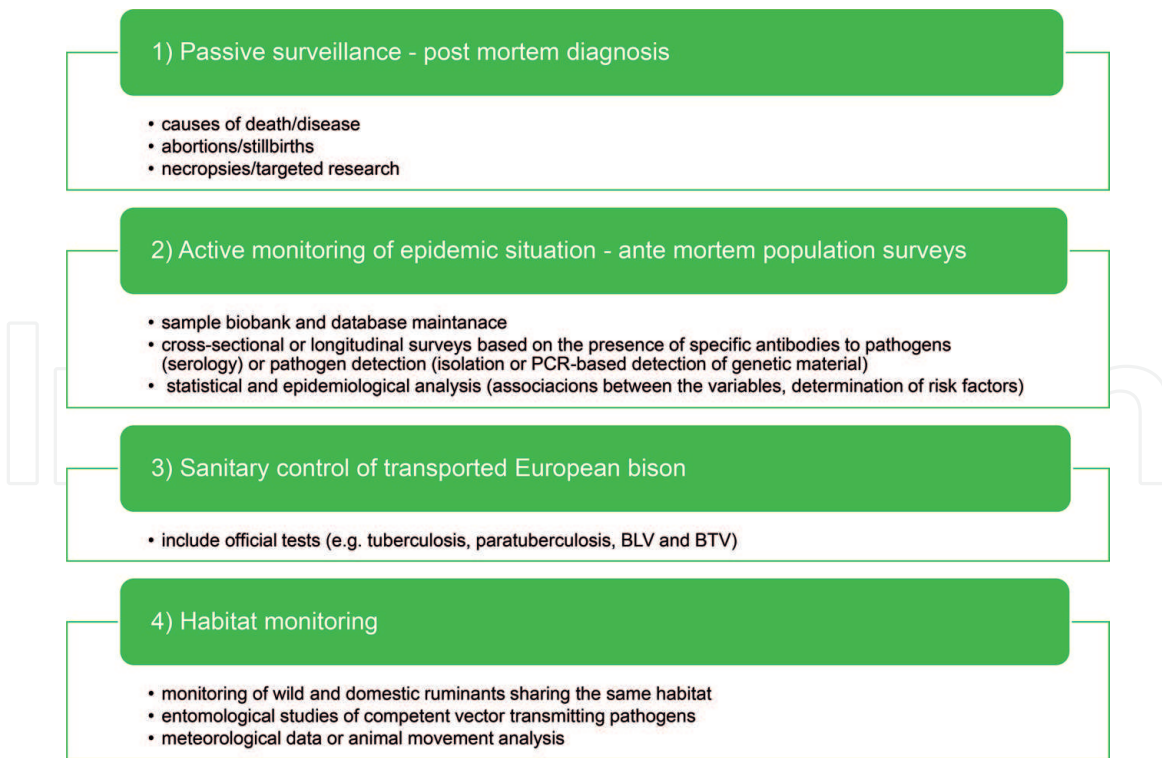 1) Passive surveillance - post mortem diagnosis
• causes of death/disease
• abortions/stillbirths
• necropsies/targeted research
2) Active monitoring of epidemic situation - ante mortem population surveys
• sample biobank and database maintanace
• cross-sectional or longitudinal surveys based on the presence of specific antibodies to pathogens
(serology) or pathogen detection (isolation or PCR-based detection of genetic material)
• statistical and epidemiological analysis (associacions between the variables, determination of risk factors)
3) Sanitary control of transported European bison
• include official tests (e.g. tuberculosis, paratuberculosis, BLV and BTV)
4) Habitat monitoring
• monitoring of wild and domestic ruminants sharing the same habitat
• entomological studies of competent vector transmitting pathogens
• meteorological data or animal movement analysis